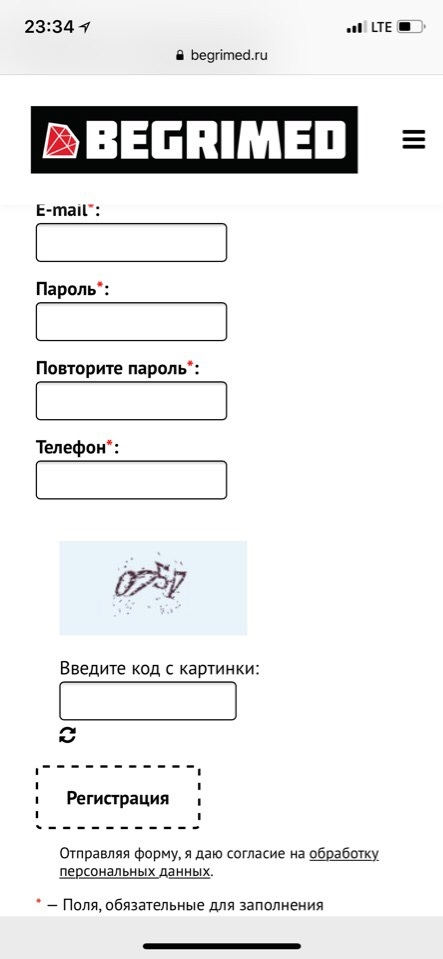 23:34
LTE
begrimed.ru
BEGRIMED
E-mail*:
Пароль*:
Повторите пароль*:
Телефон*:
Введите код с картинки:
Регистрация
Отправляя форму, я даю согласие на обработку
персональных данных.
* — Поля, обязательные для заполнения